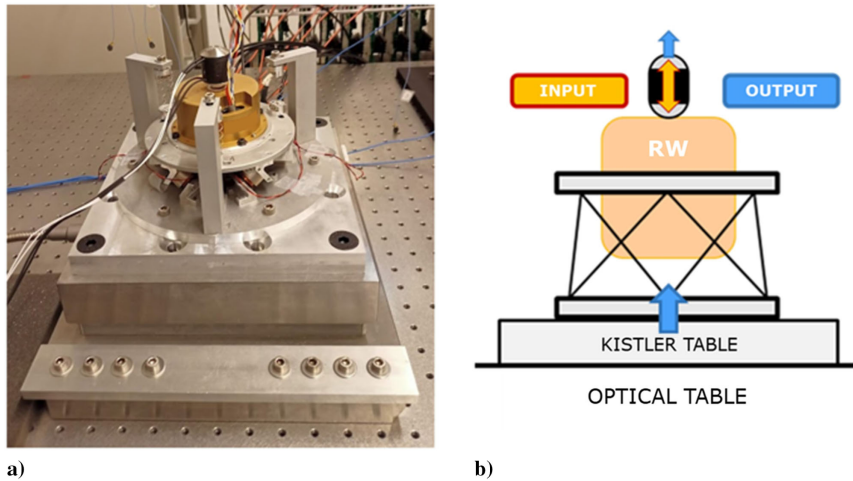 INPUT
OUTPUT
RW
KISTLER TABLE
OPTICAL TABLE
a)
b)